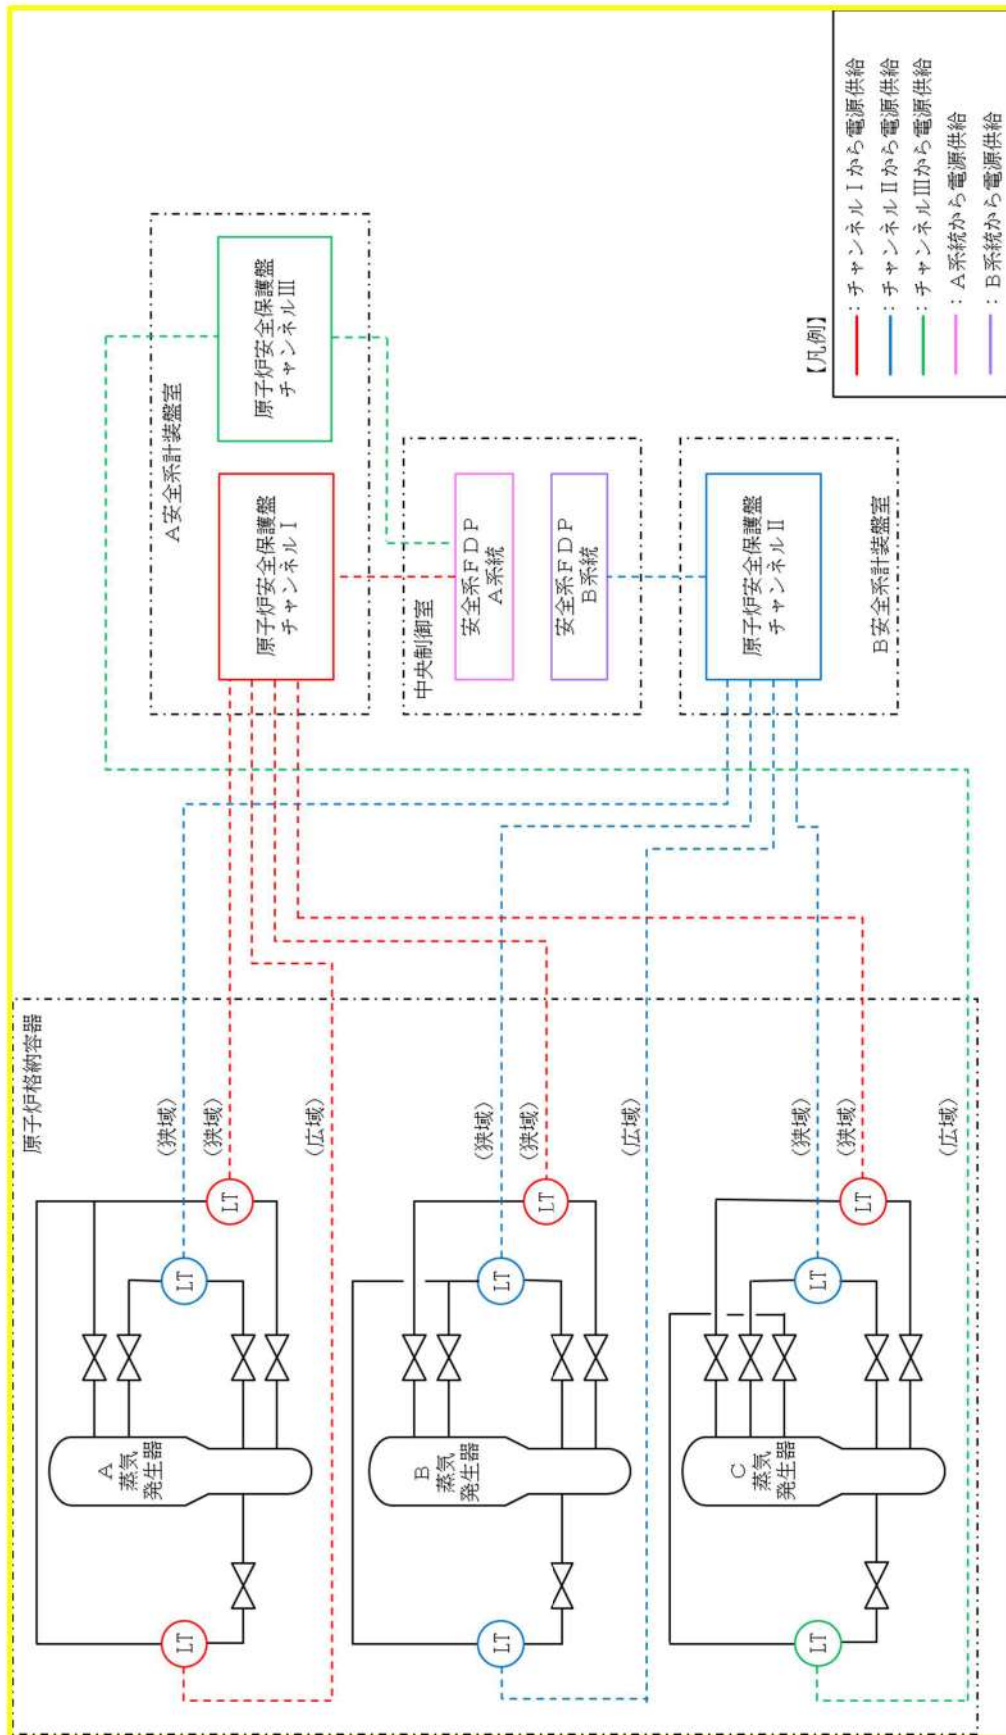 原子炉格納容器
A
蒸気
発生器
LT
LT
LT
(狭域)
(狭域)
(広域)
B
蒸気
発生器
LT
LT
LT
(狭域)
(狭域)
(広域)
C
蒸気
発生器
LT
LT
LT
(狭域)
(狭域)
(広域)
A安全系計装盤室
原子炉安全保護盤
チャンネルⅠ
原子炉安全保護盤
チャンネルⅢ
中央制御室
安全系FDP
A系統
安全系FDP
B系統
原子炉安全保護盤
チャンネルⅡ
B安全系計装盤室
【凡例】
:チャンネルⅠから電源供給
:チャンネルⅡから電源供給
:チャンネルⅢから電源供給
:A系統から電源供給
:B系統から電源供給